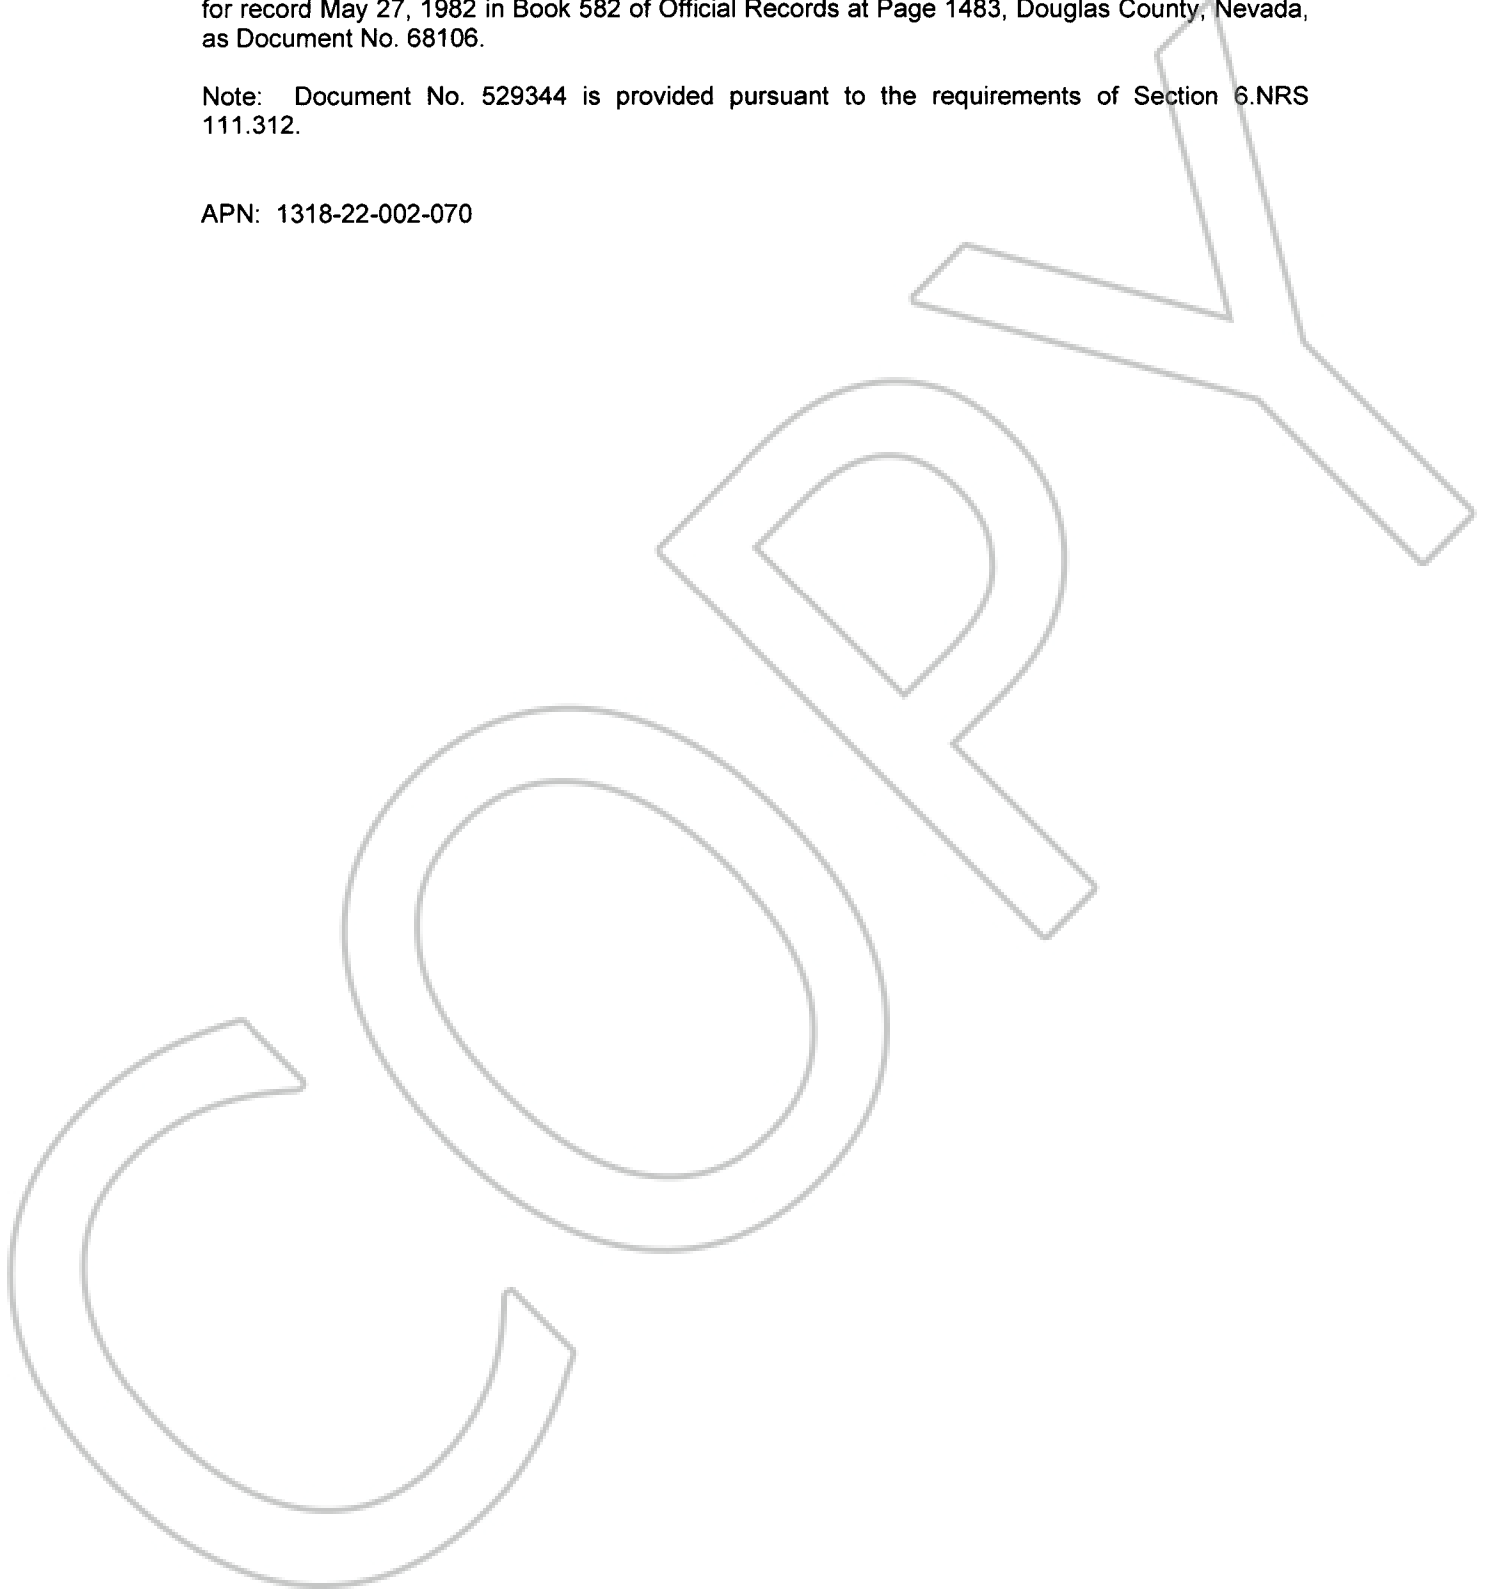 for record May 27, 1982 in Book 582 of Official Records at Page 1483, Douglas County, Nevada,
as Document No. 68106.
Note: Document No. 529344 is provided pursuant to the requirements of Section 6.NRS
111.312.
APN: 1318-22-002-070
COPY